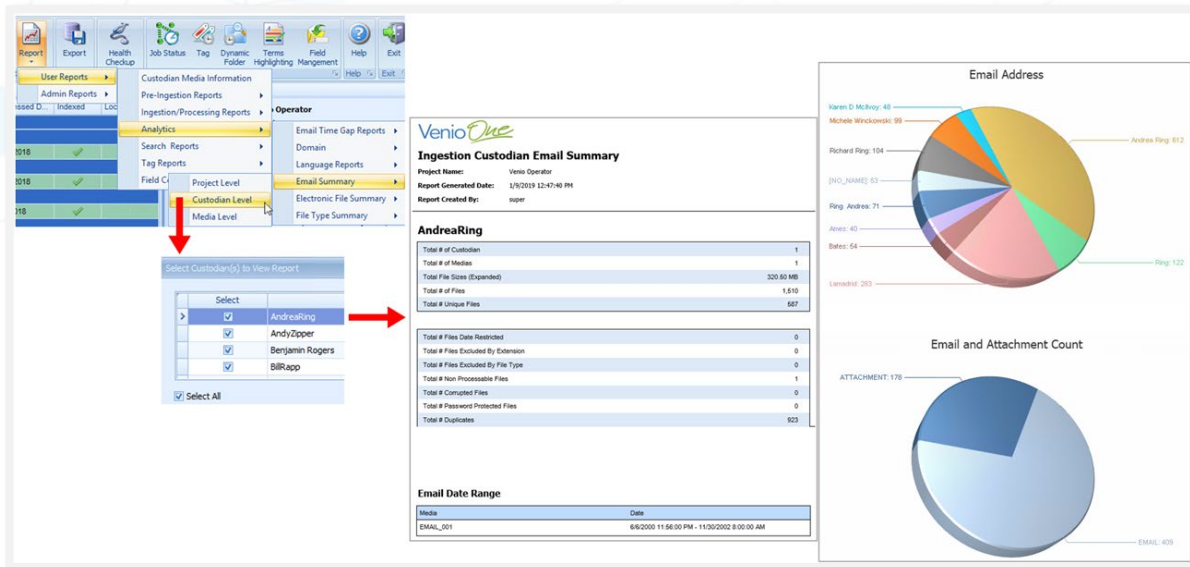 Report
Export
Health Checkup
Job Status
Tag
Dynamic Folder
Terms Highlighting
Field Mangement
Help
Exit
Help
Exit
User Reports
Admin Reports
Indexed
Operator
2018
2018
018
Custodian Media Information
Pre-Ingestion Reports
Ingestion/Processing Reports
Analytics
Search Reports
Tag Reports
Email Time Gap Reports
Domain
Language Reports
Email Summary
Electronic File Summary
File Type Summary
Project Level
Custodian Level
Media Level
Select Custodian(s) to View Report
Select
AndreaRing
AndyZipper
Benjamin Rogers
BillRapp
Select All
Venio One
Ingestion Custodian Email Summary
Project Name: Venio Operator
Report Generated Date: 1/9/2019 12:47:40 PM
Report Created By: super
AndreaRing
Total # of Custodian 1
Total # of Medias 1
Total File Sizes (Expanded) 320.60 MB
Total # of Files 1,510
Total # Unique Files 587
Total # Files Date Restricted 0
Total # Files Excluded By Extension 0
Total # Files Excluded By File Type 0
Total # Non Processable Files 1
Total # Corrupted Files 0
Total # Password Protected Files 0
Total # Duplicates 923
Email Date Range
Media Date
EMAIL_001 6/6/2000 11:56:00 PM - 11/30/2002 8:00:00 AM
Email Address
Karen D McIlvoy: 48
Michele Winckowski: 99
Richard Ring: 104
[NO_NAME]: 63
Ring. Andrea: 71
Amos: 40
Bates: 54
Lamadrid: 283
Andrea Ring: 612
Ring: 122
Email and Attachment Count
ATTACHMENT: 178
EMAIL: 409